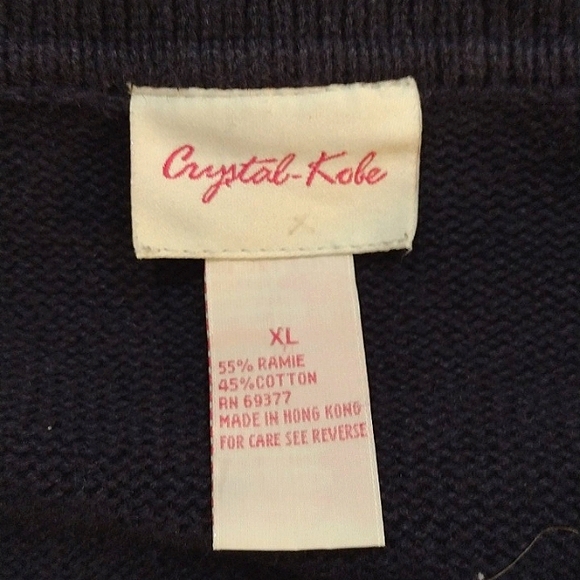 Crystal-Kobe
XL
55% RAMIE
45%COTTON
RN 69377
MADE IN HONG KONG
FOR CARE SEE REVERSE